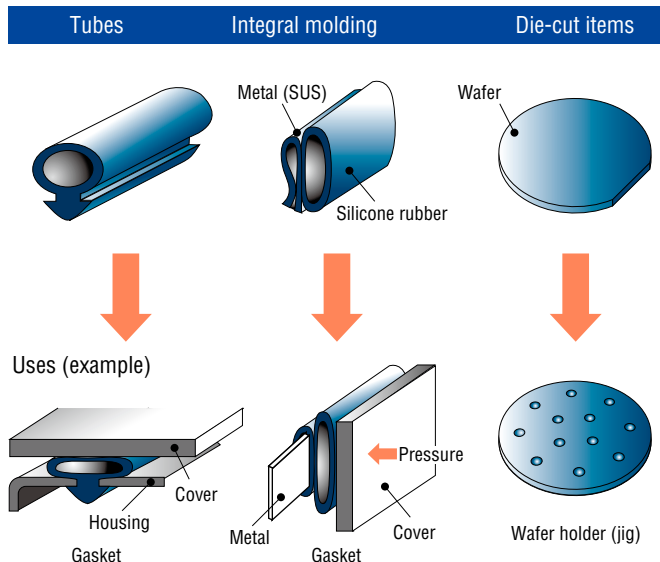 Tubes
Integral molding
Die-cut items
Metal (SUS)
Wafer
Silicone rubber
Uses (example)
Pressure
Cover
Housing
Metal
Cover
Gasket
Gasket
Wafer holder (jig)